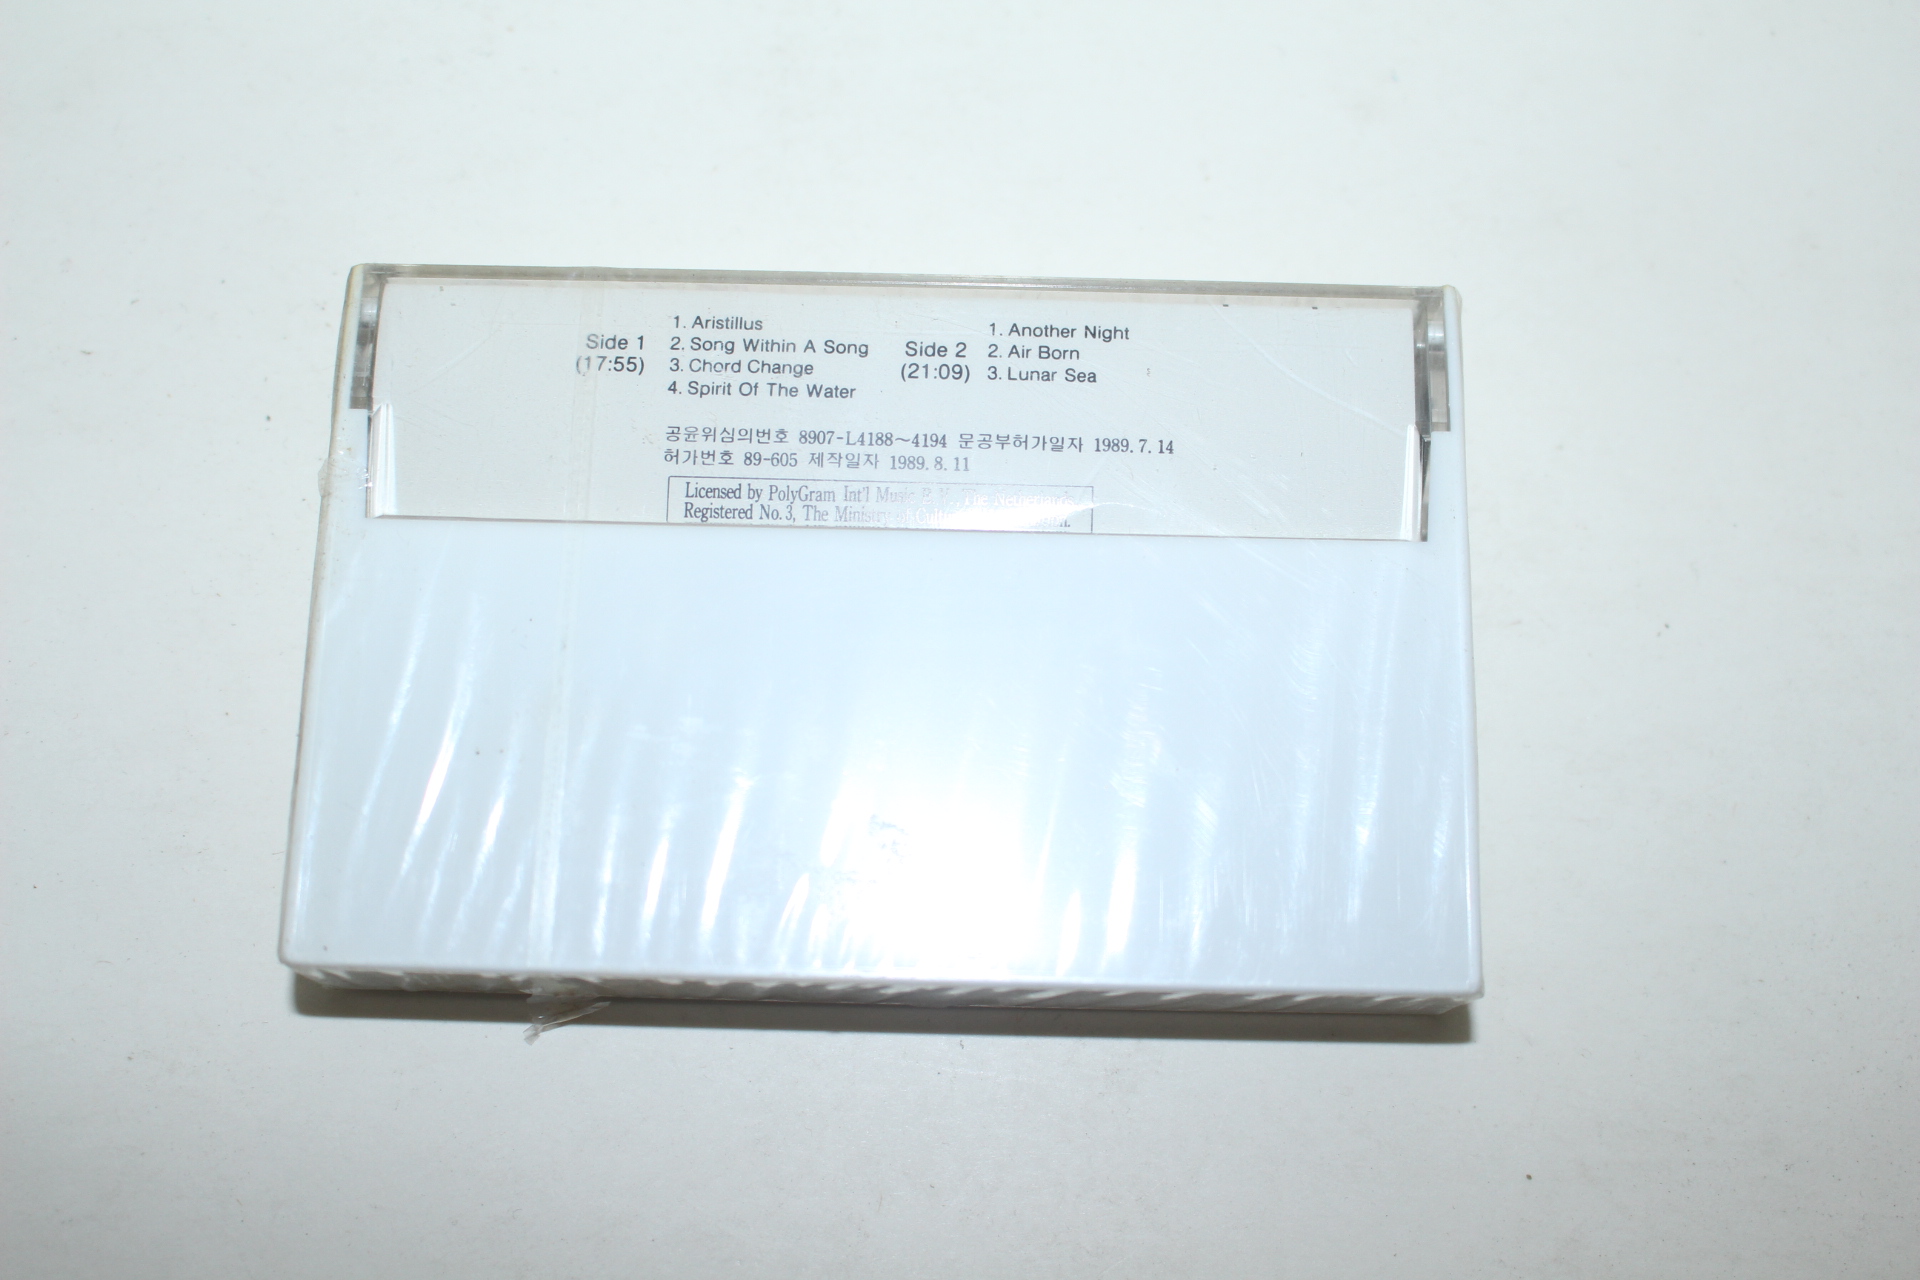 Side 1
(17:55)
1. Aristillus
2. Song Within A Song
3. Chord Change
4. Spirit Of The Water
Side 2
(21:09)
1. Another Night
2. Air Born
3. Lunar Sea
공윤위심의번호 8907-L4188~4194 문공부허가일자 1989. 7. 14
허가번호 89-605 제작일자 1989. 8. 11
Licensed by PolyGram Int'l Music B.V., The Netherlands
Registered No. 3, The Ministry of